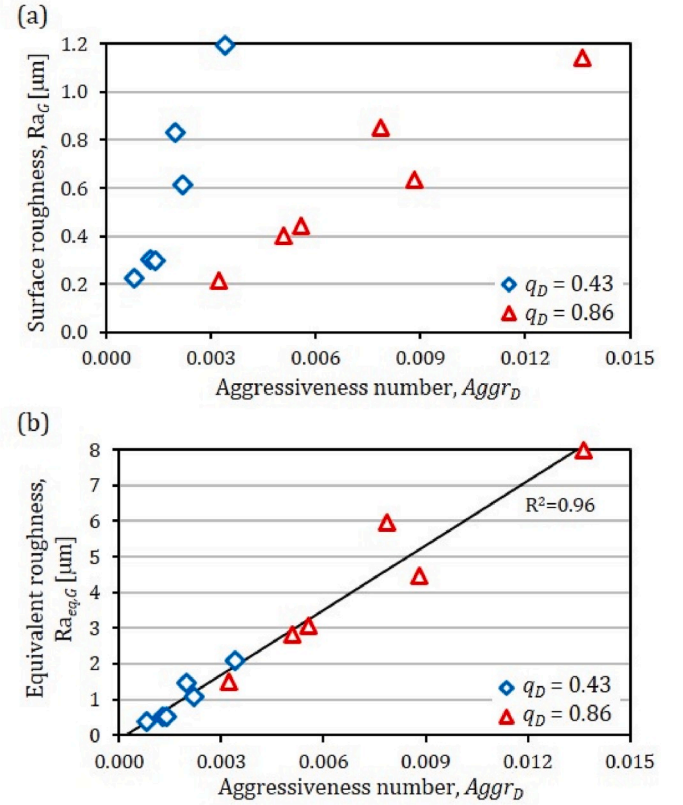 (a)
Surface roughness, Ra_G [µm]
1.2
1.0
0.8
0.6
0.4
0.2
0.0
q_D = 0.43
q_D = 0.86
0.000 0.003 0.006 0.009 0.012 0.015
Aggressiveness number, Aggr_D
(b)
Equivalent roughness,
Ra_eq,G [µm]
8
7
6
5
4
3
2
1
0
R²=0.96
q_D = 0.43
q_D = 0.86
0.000 0.003 0.006 0.009 0.012 0.015
Aggressiveness number, Aggr_D